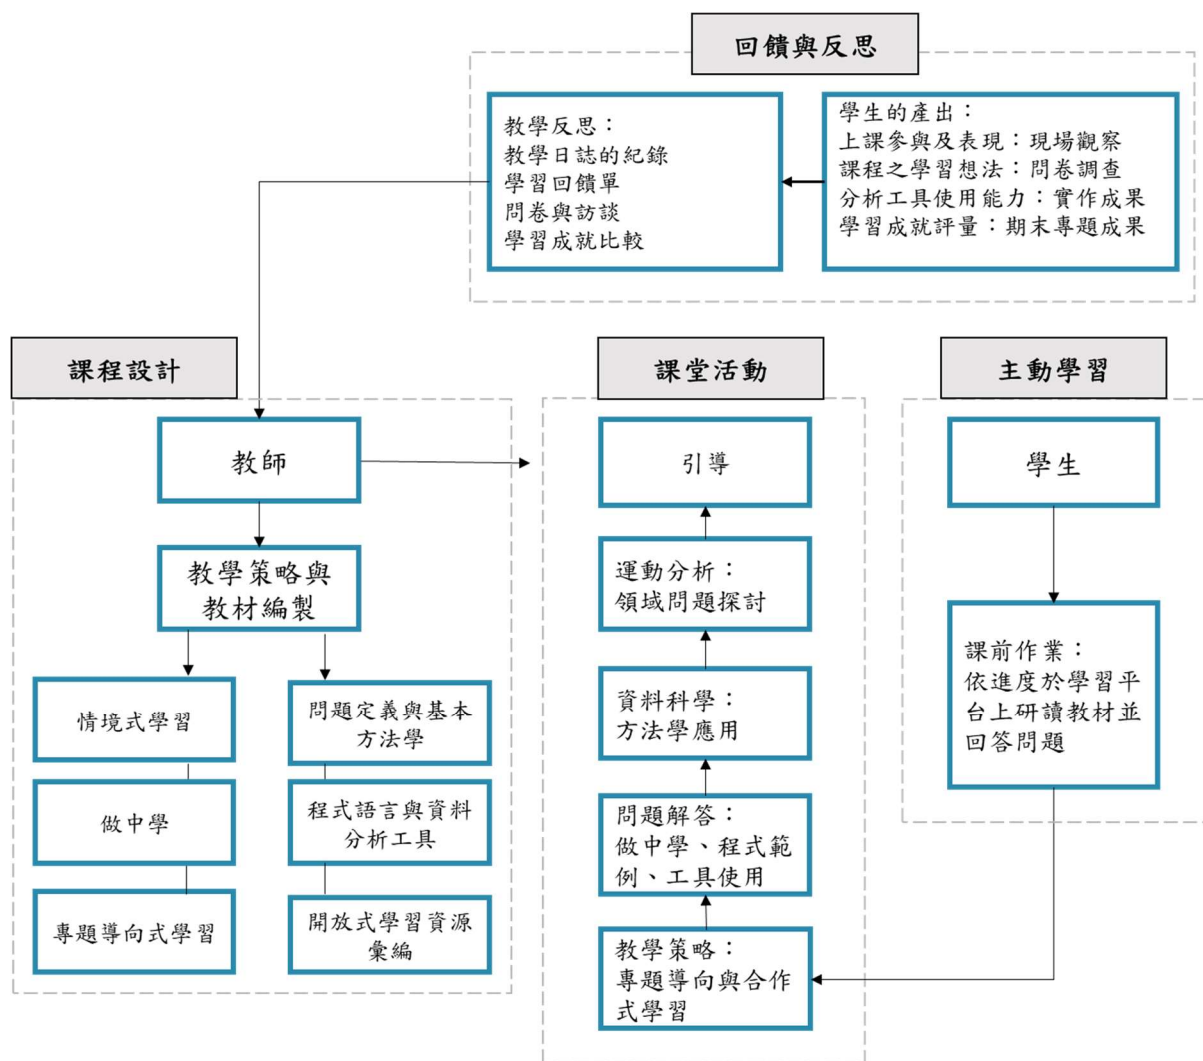 回饋與反思
教學反思：
教學日誌的紀錄
學習回饋單
問卷與訪談
學習成就比較
學生的產出：
上課參與及表現：現場觀察
課程之學習想法：問卷調查
分析工具使用能力：實作成果
學習成就評量：期末專題成果
課程設計
教師
教學策略與
教材編製
情境式學習
做中學
專題導向式學習
問題定義與基本
方法學
程式語言與資料
分析工具
開放式學習資源
彙編
課堂活動
引導
運動分析：
領域問題探討
資料科學：
方法學應用
問題解答：
做中學、程式範
例、工具使用
教學策略：
專題導向與合作
式學習
主動學習
學生
課前作業：
依進度於學習平
台上研讀教材並
回答問題